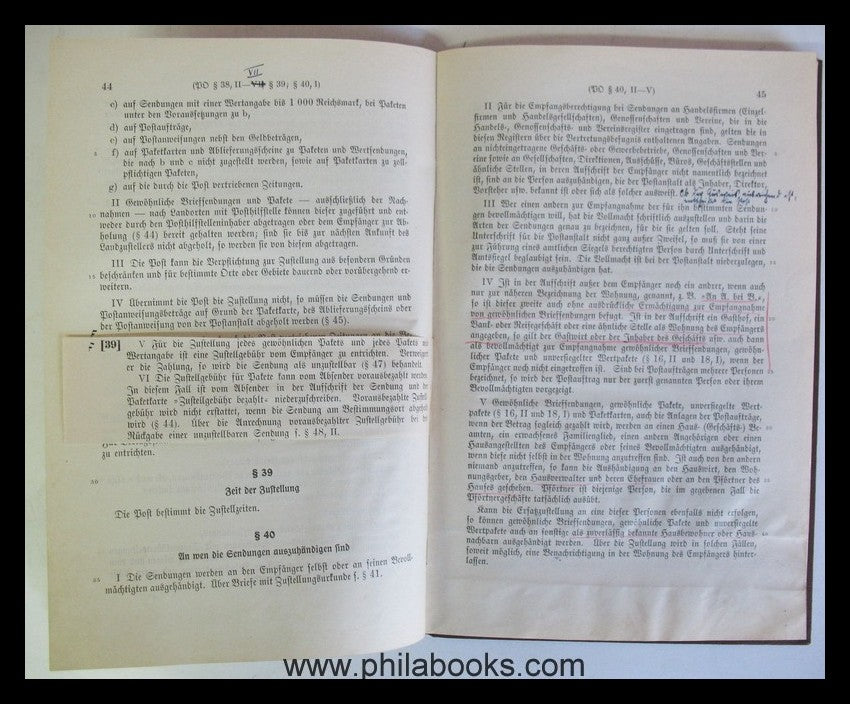 VII
44 (PO § 38, II—VII § 39; § 40, I)
c) auf Sendungen mit einer Wertangabe bis 1 000 Reichsmark, bei Paketen
unter den Voraussetzungen zu b,
d) auf Postaufträge,
e) auf Postanweisungen nebst den Geldbeträgen,
5 f) auf Paketkarten und Ablieferungsscheine zu Paketen und Wertsendungen,
die nach b und c nicht zugestellt werden, sowie auf Paketkarten zu zoll-
pflichtigen Paketen,
g) auf die durch die Post vertriebenen Zeitungen.
II Gewöhnliche Briefsendungen und Pakete — ausschließlich der Nach-
10 nahmen — nach Landorten mit Posthilfstelle können dieser zugeführt und ent-
weder durch den Posthilfstelleninhaber abgetragen oder dem Empfänger zur Ab-
holung (§ 44) bereit gehalten werden; sind sie bis zur nächsten Ankunft des
Landzustellers nicht abgeholt, so werden sie von diesem abgetragen.
III Die Post kann die Verpflichtung zur Zustellung aus besondern Gründen
15 beschränken und für bestimmte Orte oder Gebiete dauernd oder vorübergehend er-
weitern.
IV Übernimmt die Post die Zustellung nicht, so müssen die Sendungen und
Postanweisungsbeträge auf Grund der Paketkarte, des Ablieferungsscheins oder
der Postanweisung von der Postanstalt abgeholt werden (§ 45).
[39] V Für die Zustellung jedes gewöhnlichen Pakets und jedes Pakets mit
Wertangabe ist eine Zustellgebühr vom Empfänger zu entrichten. Verweigert
er die Zahlung, so wird die Sendung als unzustellbar (§ 47) behandelt.
VI Die Zustellgebühr für Pakete kann vom Absender vorausbezahlt werden.
In diesem Fall ist vom Absender in der Aufschrift der Sendung und der
Paketkarte »Zustellgebühr bezahlt« niederzuschreiben. Vorausbezahlte Zustell-
gebühr wird nicht erstattet, wenn die Sendung am Bestimmungsort abgeholt
wird (§ 44). Über die Anrechnung vorausbezahlter Zustellgebühr bei der
Rückgabe einer unzustellbaren Sendung s. § 48, II.
zu entrichten.
30 § 39
Zeit der Zustellung
Die Post bestimmt die Zustellzeiten.
§ 40
An wen die Sendungen auszuhändigen sind
35 I Die Sendungen werden an den Empfänger selbst oder an seinen Bevoll-
mächtigten ausgehändigt. Über Briefe mit Zustellungsurkunde s. § 41.
(PO § 40, II—V) 45
II Für die Empfangsberechtigung bei Sendungen an Handelsfirmen (Einzel-
firmen und Handelsgesellschaften), Genossenschaften und Vereine, die in die
Handels-, Genossenschafts- und Vereinsregister eingetragen sind, gelten die in
diesen Registern über die Vertretungsbefugnis enthaltenen Angaben. Sendungen
an nichteingetragene Geschäfts- oder Gewerbebetriebe, Genossenschaften und Ver- 5
eine sowie an Gesellschaften, Direktionen, Ausschüsse, Büros, Geschäftsstellen und
ähnliche Stellen, in deren Aufschrift der Empfänger nicht namentlich bezeichnet
ist, sind an die Person auszuhändigen, die der Postanstalt als Inhaber, Direktor,
Vorsteher usw. bekannt ist oder sich als solcher ausweist.
III Wer einen andern zur Empfangnahme der für ihn bestimmten Sendun- 10
gen bevollmächtigen will, hat die Vollmacht schriftlich auszustellen und darin die
Arten der Sendungen genau zu bezeichnen, für die sie gelten soll. Steht seine
Unterschrift für die Postanstalt nicht ganz außer Zweifel, so muß sie von einer
zur Führung eines amtlichen Siegels berechtigten Person durch Unterschrift und
Amtssiegel beglaubigt sein. Die Vollmacht ist bei der Postanstalt niederzulegen, 15
die die Sendungen auszuhändigen hat.
IV Ist in der Aufschrift außer dem Empfänger noch ein anderer, wenn auch
nur zur näheren Bezeichnung der Wohnung, genannt, z. B. »An A. bei B.«,
so ist dieser zweite auch ohne ausdrückliche Ermächtigung zur Empfangnahme
von gewöhnlichen Briefsendungen befugt. Ist in der Aufschrift ein Gasthof, ein 20
Bank- oder Reisegeschäft oder eine ähnliche Stelle als Wohnung des Empfängers
angegeben, so gilt der Gastwirt oder der Inhaber des Geschäfts usw. auch dann
als bevollmächtigt zur Empfangnahme gewöhnlicher Briefsendungen, gewöhn-
licher Pakete und unversiegelter Wertpakete (§ 16, II und 18, I), wenn der
Empfänger noch nicht eingetroffen ist. Sind bei Postaufträgen mehrere Personen 25
bezeichnet, so wird der Postauftrag nur der zuerst genannten Person oder ihrem
Bevollmächtigten vorgezeigt.
V Gewöhnliche Briefsendungen, gewöhnliche Pakete, unversiegelte Wert-
pakete (§ 16, II und 18, I) und Paketkarten, auch die Anlagen der Postaufträge,
wenn der Betrag sogleich gezahlt wird, werden an einen Haus- (Geschäfts-) Be- 30
amten, ein erwachsenes Familienglied, einen andern Angehörigen oder einen
Hausangestellten des Empfängers oder seines Bevollmächtigten ausgehändigt,
wenn diese nicht selbst in der Wohnung anzutreffen sind. Ist auch von den andern
niemand anzutreffen, so kann die Aushändigung an den Hauswirt, den Woh-
nungsgeber, den Hausverwalter und deren Ehefrauen oder an den Pförtner des 35
Hauses geschehen. Pförtner ist diejenige Person, die im gegebenen Fall die
Pförtnergeschäfte tatsächlich ausübt.
Kann die Ersatzzustellung an eine dieser Personen ebenfalls nicht erfolgen,
so können gewöhnliche Briefsendungen, gewöhnliche Pakete und unversiegelte
Wertpakete auch an sonstige als zuverlässig bekannte Hausbewohner oder Haus- 40
nachbarn ausgehändigt werden. Über die Zustellung wird in solchen Fällen,
soweit möglich, eine Benachrichtigung in der Wohnung des Empfängers hinter-
lassen.
www.philabooks.com